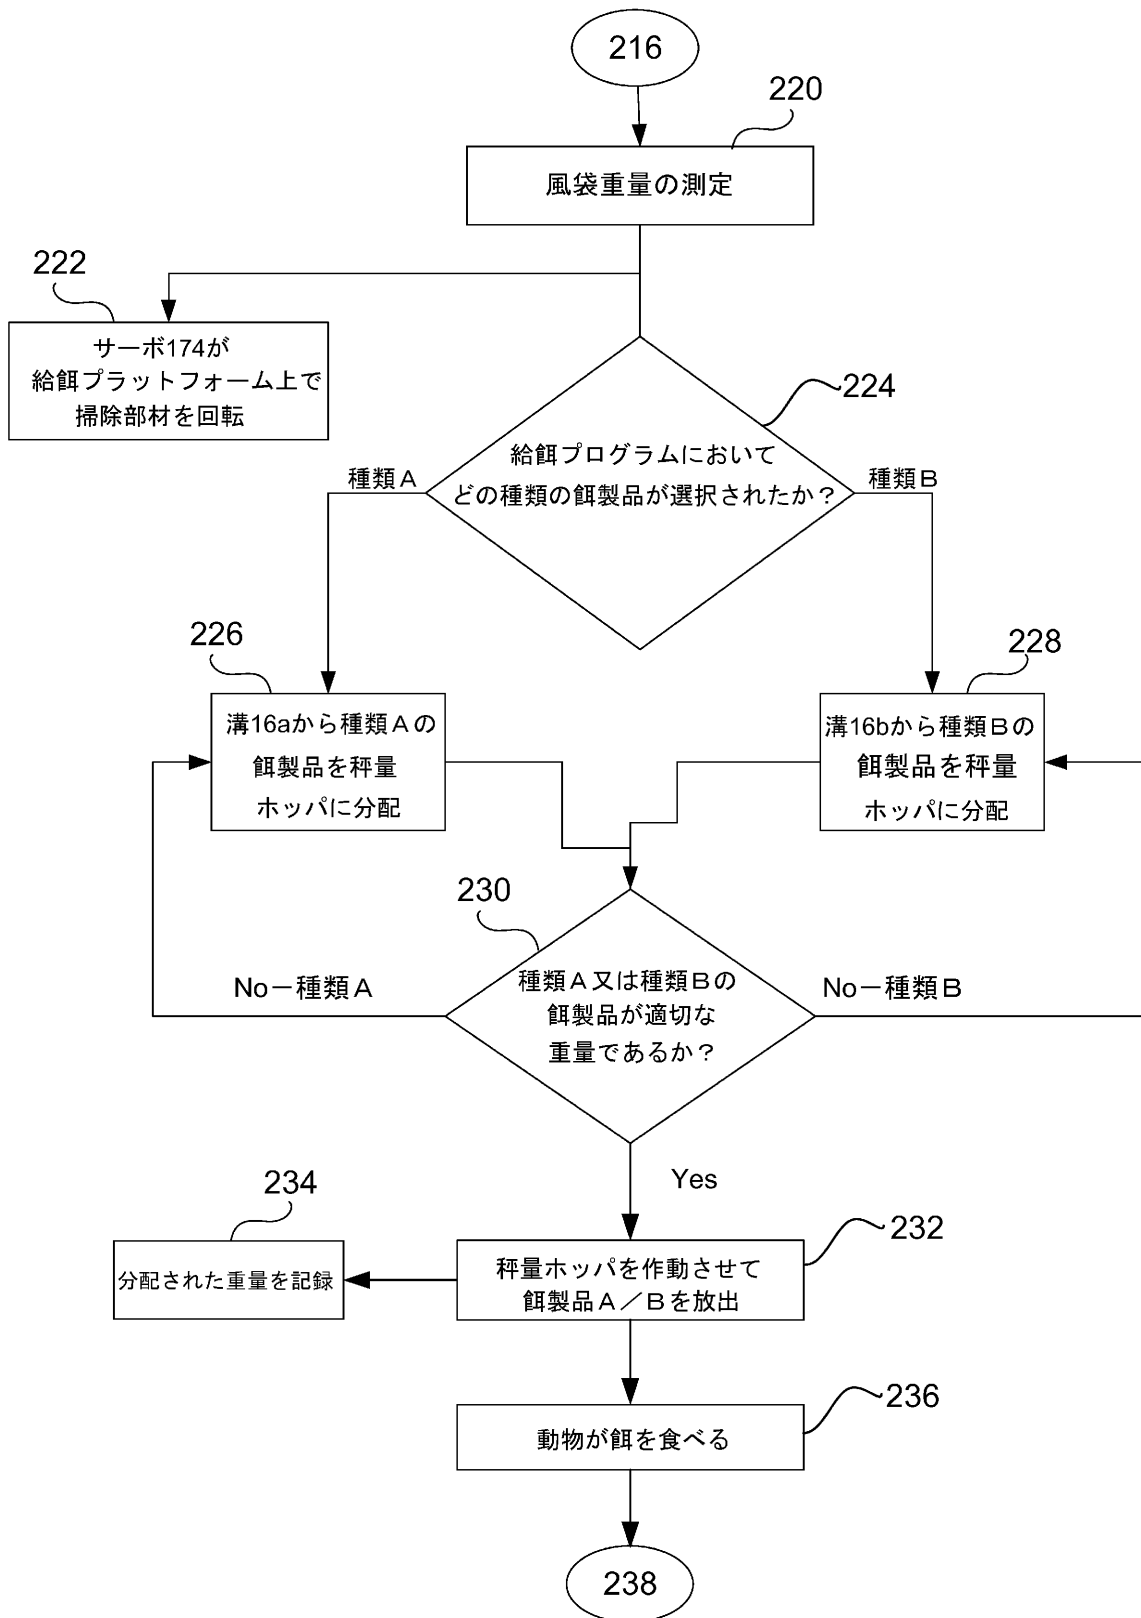 216
220
風袋重量の測定
222
サーボ174が
給餌プラットフォーム上で
掃除部材を回転
224
給餌プログラムにおいて
どの種類の餌製品が選択されたか？
種類A
種類B
226
溝16aから種類Aの
餌製品を秤量
ホッパに分配
228
溝16bから種類Bの
餌製品を秤量
ホッパに分配
230
種類A又は種類Bの
餌製品が適切な
重量であるか？
No－種類A
No－種類B
Yes
234
分配された重量を記録
232
秤量ホッパを作動させて
餌製品A／Bを放出
236
動物が餌を食べる
238